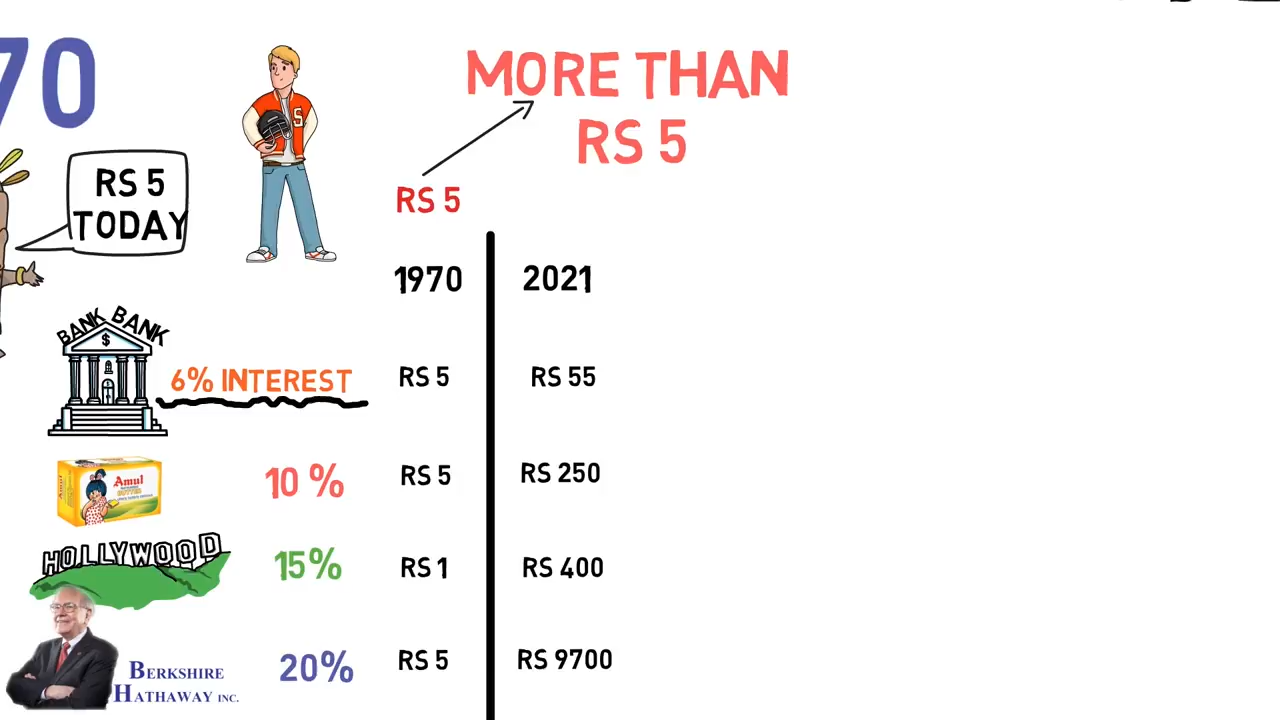 70
MORE THAN
RS 5
RS 5
TODAY
S
RS 5
1970
2021
BANK BANK
$
6% INTEREST
RS 5
RS 55
Amul
BUTTER
10 %
RS 5
RS 250
HOLLYWOOD
15%
RS 1
RS 400
BERKSHIRE
HATHAWAY INC.
20%
RS 5
RS 9700